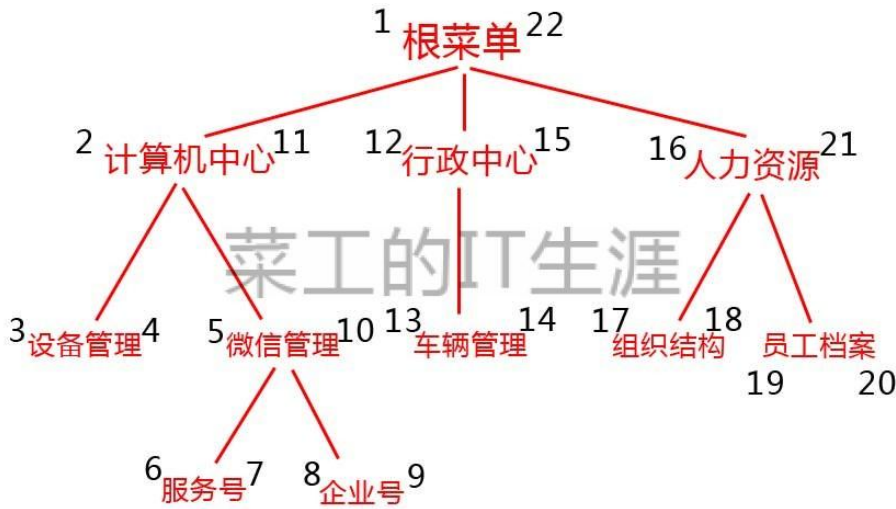 1 根菜单 22
2 计算机中心 11 12 行政中心 15 16 人力资源 21
菜工的IT生涯
3 设备管理 4 5 微信管理 10 13 车辆管理 14 17 组织结构 18 19 员工档案 20
6 服务号 7 8 企业号 9